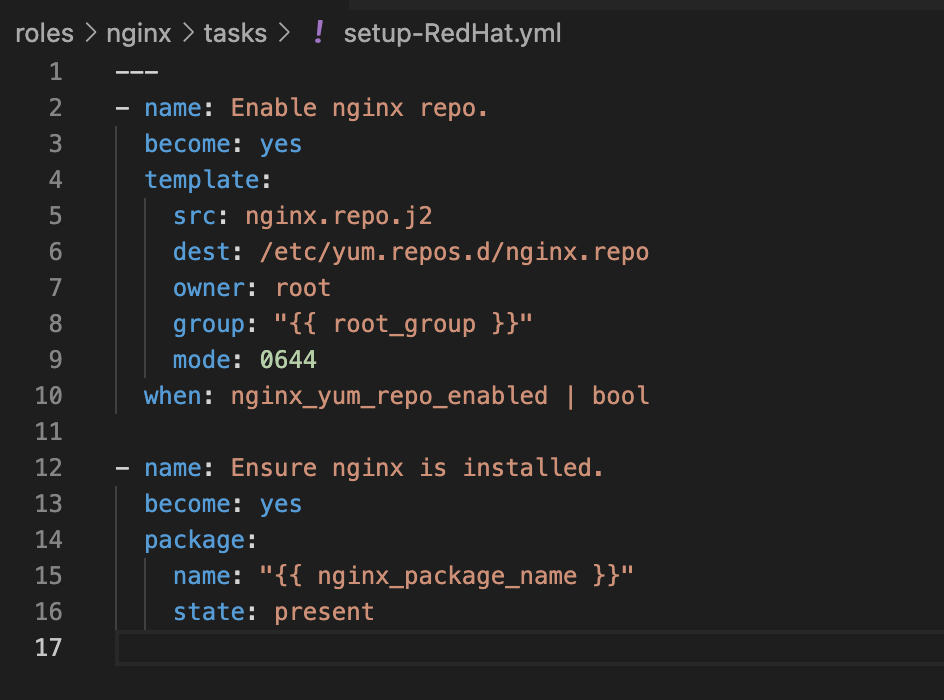 roles > nginx > tasks > ! setup-RedHat.yml
1 ---
2 - name: Enable nginx repo.
3   become: yes
4   template:
5     src: nginx.repo.j2
6     dest: /etc/yum.repos.d/nginx.repo
7     owner: root
8     group: "{{ root_group }}"
9     mode: 0644
10   when: nginx_yum_repo_enabled | bool
11
12 - name: Ensure nginx is installed.
13   become: yes
14   package:
15     name: "{{ nginx_package_name }}"
16     state: present
17